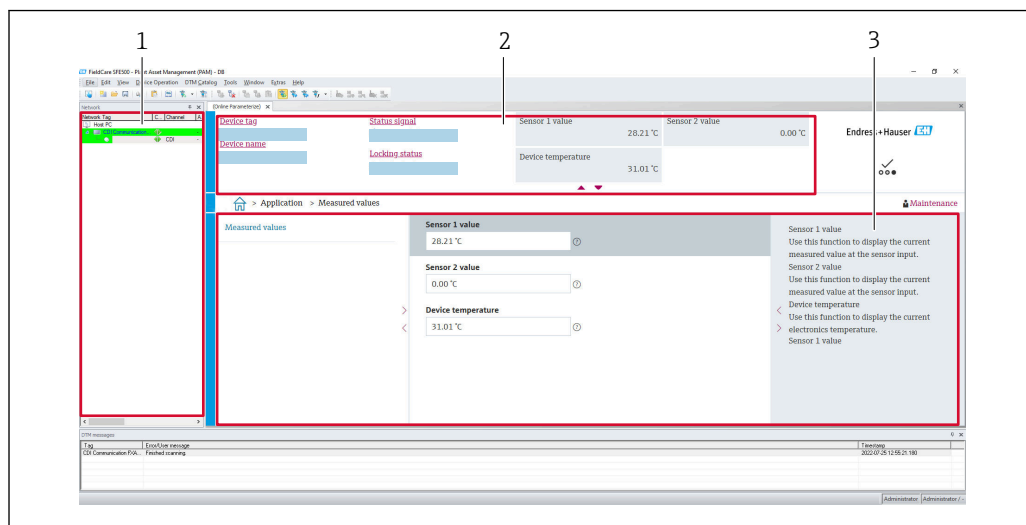 1 2 3
FieldCare SFE500 - Plant Asset Management (PAM) - DB
File Edit View Device Operation DTM Catalog Tools Window Extras Help
Network
(Online Parameterize)
Network Tag C... Channel A
Host PC
CDI Communication...
CDI
Device tag Status signal Sensor 1 value Sensor 2 value
28.21 °C 0.00 °C
Endress+Hauser EH
Device name
Locking status Device temperature
31.01 °C
> Application > Measured values Maintenance
Measured values
Sensor 1 value
28.21 °C
Sensor 2 value
0.00 °C
Device temperature
31.01 °C
Sensor 1 value
Use this function to display the current
measured value at the sensor input.
Sensor 2 value
Use this function to display the current
measured value at the sensor input.
Device temperature
Use this function to display the current
electronics temperature.
Sensor 1 value
DTM messages
Tag Error/User message Timestamp
CDI Communication FXA... Finished scanning. 2022-07-25 12:55:21.180
Administrator Administrator / -